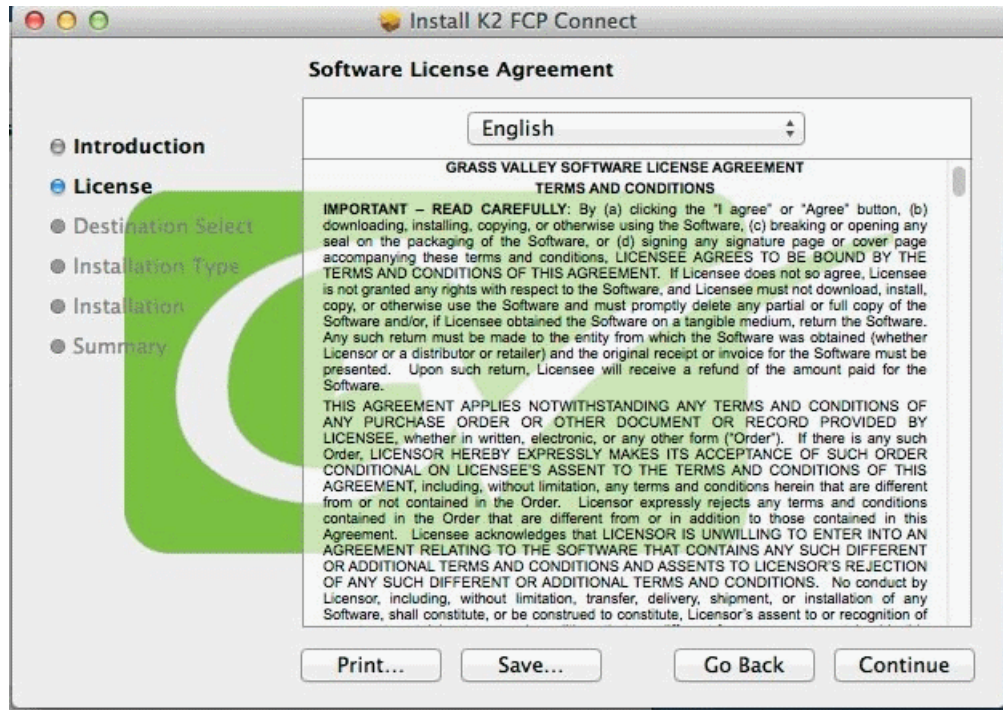 Install K2 FCP Connect
Software License Agreement
Introduction
License
Destination Select
Installation Type
Installation
Summary
English
GRASS VALLEY SOFTWARE LICENSE AGREEMENT
TERMS AND CONDITIONS
IMPORTANT – READ CAREFULLY: By (a) clicking the "I agree" or "Agree" button, (b)
downloading, installing, copying, or otherwise using the Software, (c) breaking or opening any
seal on the packaging of the Software, or (d) signing any signature page or cover page
accompanying these terms and conditions, LICENSEE AGREES TO BE BOUND BY THE
TERMS AND CONDITIONS OF THIS AGREEMENT. If Licensee does not so agree, Licensee
is not granted any rights with respect to the Software, and Licensee must not download, install,
copy, or otherwise use the Software and must promptly delete any partial or full copy of the
Software and/or, if Licensee obtained the Software on a tangible medium, return the Software.
Any such return must be made to the entity from which the Software was obtained (whether
Licensor or a distributor or retailer) and the original receipt or invoice for the Software must be
presented. Upon such return, Licensee will receive a refund of the amount paid for the
Software.
THIS AGREEMENT APPLIES NOTWITHSTANDING ANY TERMS AND CONDITIONS OF
ANY PURCHASE ORDER OR OTHER DOCUMENT OR RECORD PROVIDED BY
LICENSEE, whether in written, electronic, or any other form ("Order"). If there is any such
Order, LICENSOR HEREBY EXPRESSLY MAKES ITS ACCEPTANCE OF SUCH ORDER
CONDITIONAL ON LICENSEE'S ASSENT TO THE TERMS AND CONDITIONS OF THIS
AGREEMENT, including, without limitation, any terms and conditions herein that are different
from or not contained in the Order. Licensor expressly rejects any terms and conditions
contained in the Order that are different from or in addition to those contained in this
Agreement. Licensee acknowledges that LICENSOR IS UNWILLING TO ENTER INTO AN
AGREEMENT RELATING TO THE SOFTWARE THAT CONTAINS ANY SUCH DIFFERENT
OR ADDITIONAL TERMS AND CONDITIONS AND ASSENTS TO LICENSOR'S REJECTION
OF ANY SUCH DIFFERENT OR ADDITIONAL TERMS AND CONDITIONS. No conduct by
Licensor, including, without limitation, transfer, delivery, shipment, or installation of any
Software, shall constitute, or be construed to constitute, Licensor's assent to or recognition of
Print...
Save...
Go Back
Continue